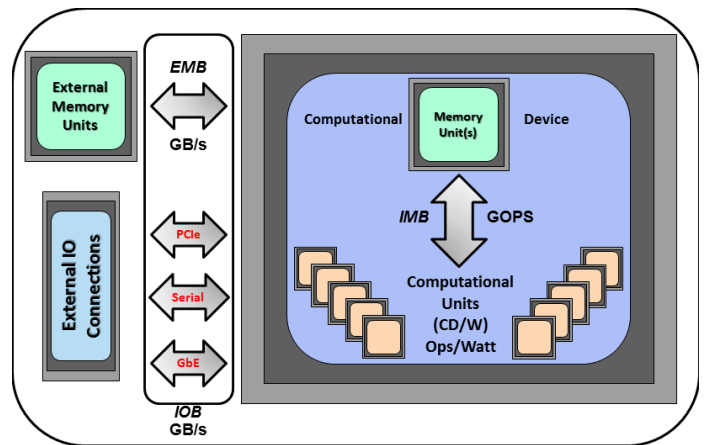 External
Memory
Units
EMB
GB/s
External IO
Connections
PCIe
Serial
GbE
IOB
GB/s
Computational
Memory
Unit(s)
Device
IMB
GOPS
Computational
Units
(CD/W)
Ops/Watt